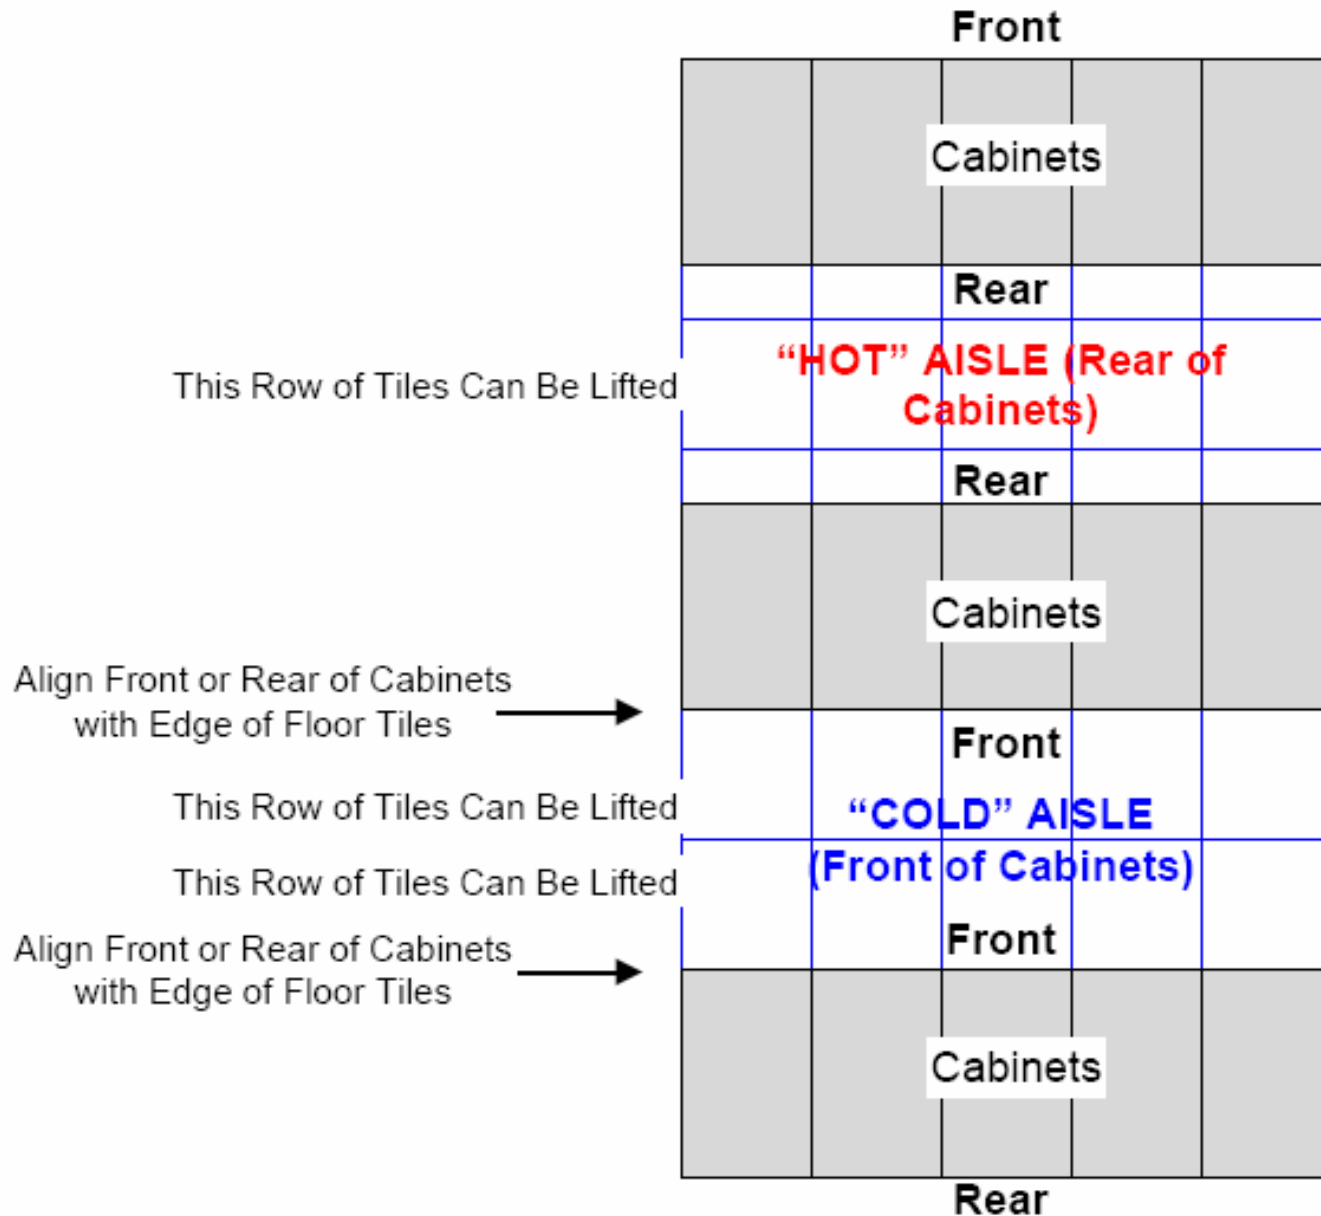 Front
Cabinets
Rear
“HOT” AISLE (Rear of
Cabinets)
This Row of Tiles Can Be Lifted
Rear
Cabinets
Align Front or Rear of Cabinets
with Edge of Floor Tiles
Front
This Row of Tiles Can Be Lifted
“COLD” AISLE
(Front of Cabinets)
This Row of Tiles Can Be Lifted
Front
Align Front or Rear of Cabinets
with Edge of Floor Tiles
Cabinets
Rear